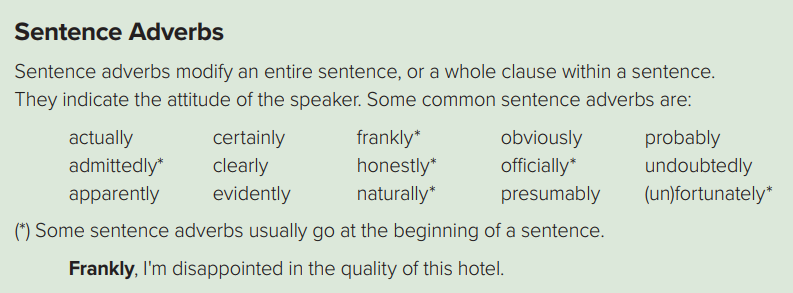 Sentence Adverbs
Sentence adverbs modify an entire sentence, or a whole clause within a sentence.
They indicate the attitude of the speaker. Some common sentence adverbs are:
actually certainly frankly* obviously probably
admittedly* clearly honestly* officially* undoubtedly
apparently evidently naturally* presumably (un)fortunately*
(*) Some sentence adverbs usually go at the beginning of a sentence.
Frankly, I'm disappointed in the quality of this hotel.